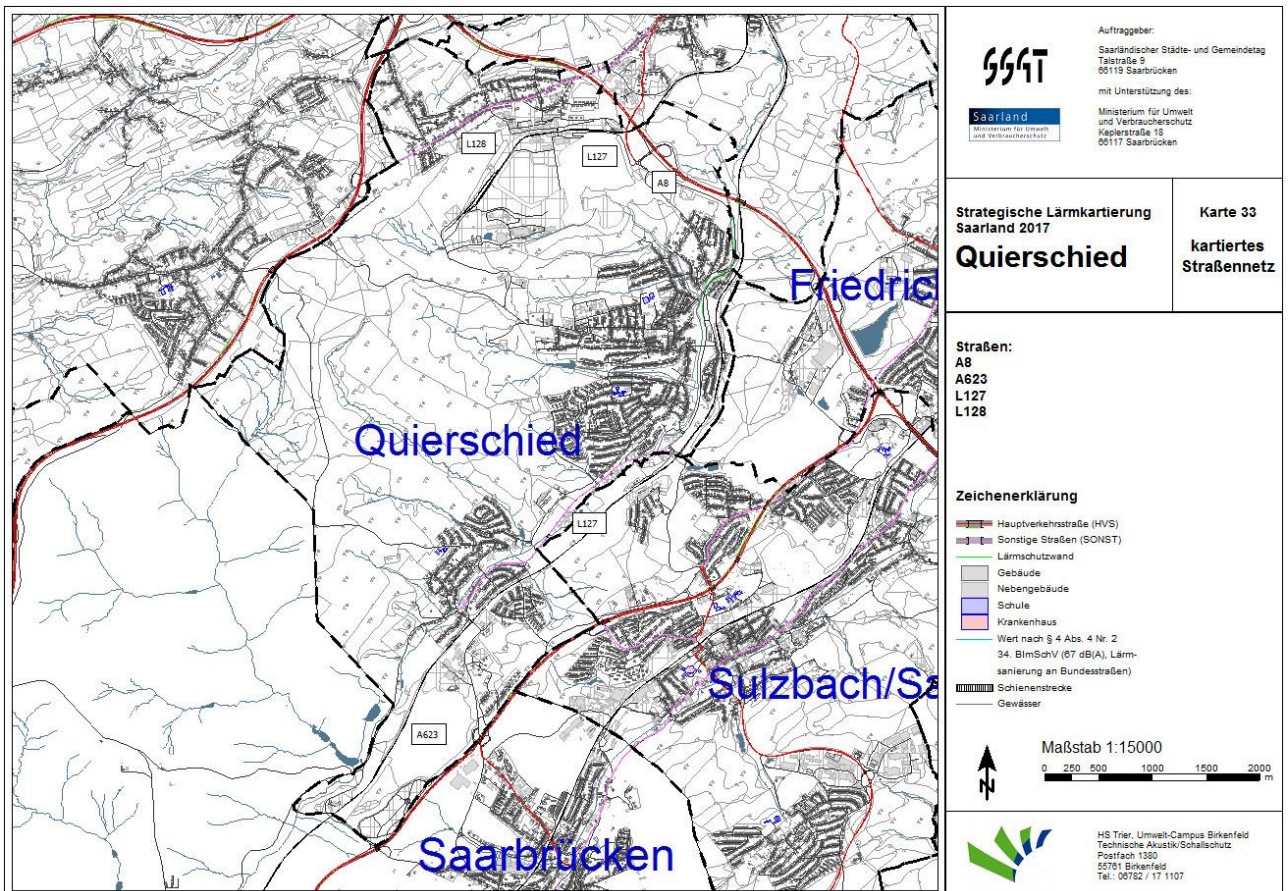 L128
L127
A8
Friedric
Quierschied
L127
Sulzbach/Sa
A623
Saarbrücken
SSGT
Auftraggeber:
Saarländischer Städte- und Gemeindetag
Talstraße 9
66119 Saarbrücken
mit Unterstützung des:
Saarland
Ministerium für Umwelt
und Verbraucherschutz
Ministerium für Umwelt
und Verbraucherschutz
Keplerstraße 18
66117 Saarbrücken
Strategische Lärmkartierung
Saarland 2017
Quierschied
Karte 33
kartiertes
Straßennetz
Straßen:
A8
A623
L127
L128
Zeichenerklärung
Hauptverkehrsstraße (HVS)
Sonstige Straßen (SONST)
Lärmschutzwand
Gebäude
Nebengebäude
Schule
Krankenhaus
Wert nach § 4 Abs. 4 Nr. 2
34. BImSchV (67 dB(A), Lärm-
sanierung an Bundesstraßen)
Schienenstrecke
Gewässer
N
Maßstab 1:15000
0 250 500 1000 1500 2000
m
HS Trier, Umwelt-Campus Birkenfeld
Technische Akustik/Schallschutz
Postfach 1380
55761 Birkenfeld
Tel.: 06782 / 17 1107